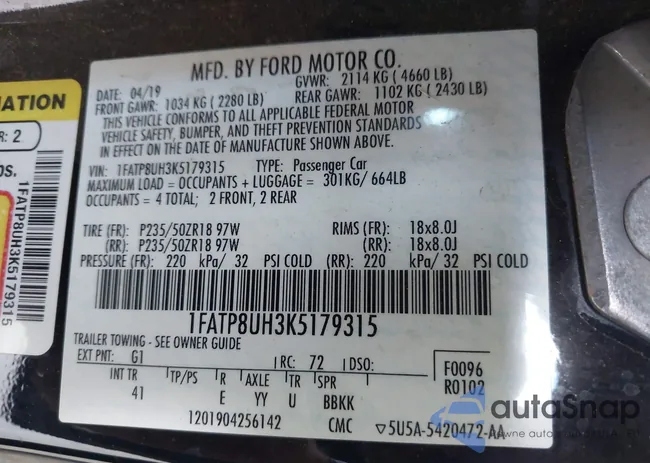 NATION
R: 2
os.
1FATP8UH3K5179315
MFD. BY FORD MOTOR CO.
DATE: 04/19 GVWR: 2114 KG ( 4660 LB)
FRONT GAWR: 1034 KG ( 2280 LB) REAR GAWR: 1102 KG ( 2430 LB)
THIS VEHICLE CONFORMS TO ALL APPLICABLE FEDERAL MOTOR
VEHICLE SAFETY, BUMPER, AND THEFT PREVENTION STANDARDS
IN EFFECT ON THE DATE OF MANUFACTURE SHOWN ABOVE.
VIN: 1FATP8UH3K5179315 TYPE: Passenger Car
MAXIMUM LOAD = OCCUPANTS + LUGGAGE = 301KG/ 664LB
OCCUPANTS = 4 TOTAL; 2 FRONT, 2 REAR
TIRE (FR): P235/50ZR18 97W RIMS (FR): 18x8.0J
(RR): P235/50ZR18 97W (RR): 18x8.0J
PRESSURE (FR): 220 kPa/ 32 PSI COLD (RR): 220 kPa/ 32 PSI COLD
1FATP8UH3K5179315
TRAILER TOWING - SEE OWNER GUIDE
EXT PNT: G1 RC: 72 DSO: F0096
R0102
INT TR TP/PS R AXLE TR SPR
41 E YY U BBKK
1201904256142 CMC ▽5U5A-5420472-AA
autoSnap